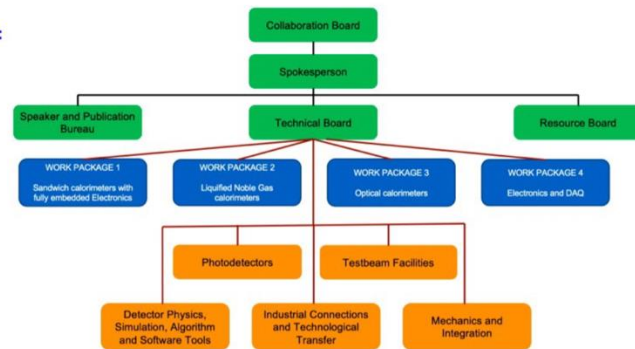 :
Collaboration Board
Spokesperson
Speaker and Publication
Bureau
Technical Board
Resource Board
WORK PACKAGE 1
Sandwich calorimeters with
fully embedded Electronics
WORK PACKAGE 2
Liquified Noble Gas
calorimeters
WORK PACKAGE 3
Optical calorimeters
WORK PACKAGE 4
Electronics and DAQ
Photodetectors
Testbeam Facilities
Detector Physics,
Simulation, Algorithm
and Software Tools
Industrial Connections
and Technological
Transfer
Mechanics and
Integration